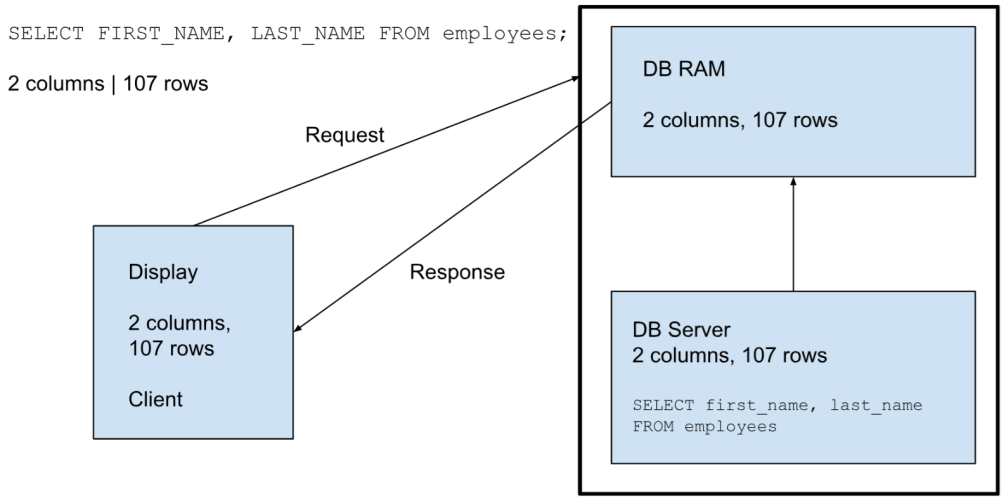 SELECT FIRST_NAME, LAST_NAME FROM employees;
2 columns | 107 rows
Request
Response
Display
2 columns,
107 rows
Client
DB RAM
2 columns, 107 rows
DB Server
2 columns, 107 rows
SELECT first_name, last_name
FROM employees